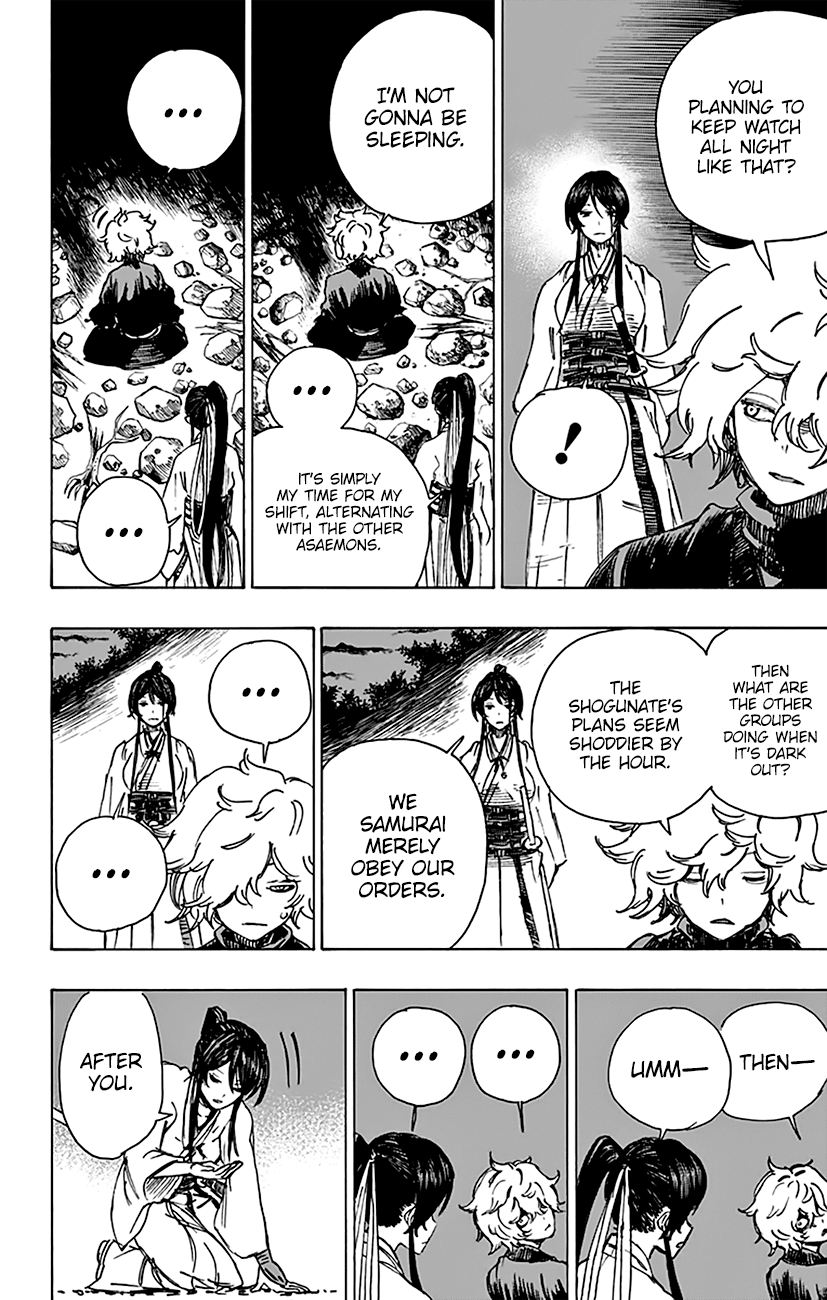 YOU
PLANNING TO
KEEP WATCH
ALL NIGHT
LIKE THAT?
!
I'M NOT
GONNA BE
SLEEPING.
...
IT'S SIMPLY
MY TIME FOR MY
SHIFT, ALTERNATING
WITH THE OTHER
ASAEMONS.
...
...
THEN
WHAT ARE
THE OTHER
GROUPS
DOING WHEN
IT'S DARK
OUT?
THE
SHOGUNATE'S
PLANS SEEM
SHODDIER BY
THE HOUR.
WE
SAMURAI
MERELY
OBEY OUR
ORDERS.
...
...
THEN—
UMM—
...
...
AFTER
YOU.